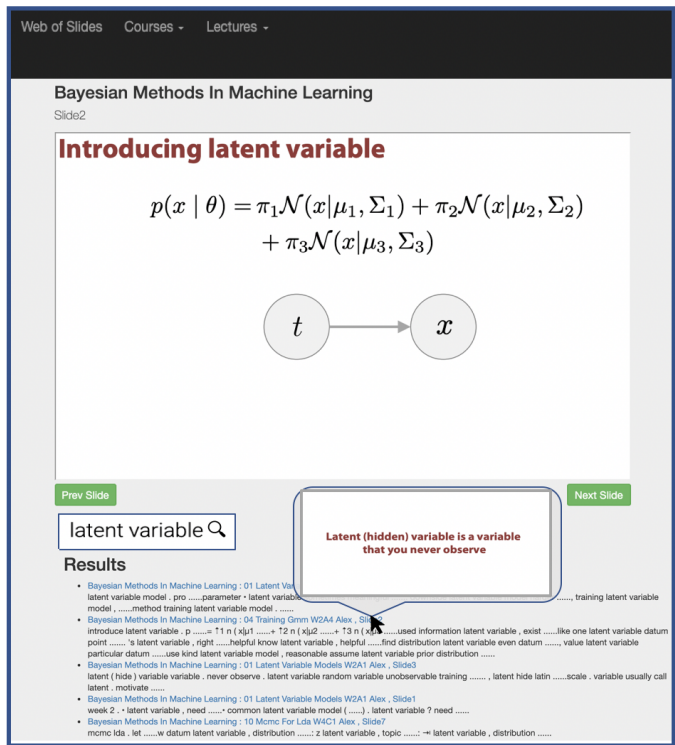 Web of Slides Courses Lectures
Bayesian Methods In Machine Learning
Slide2
Introducing latent variable
p(x | θ) = π₁𝒩(x|μ₁, Σ₁) + π₂𝒩(x|μ₂, Σ₂)
+ π₃𝒩(x|μ₃, Σ₃)
t x
Prev Slide Next Slide
latent variable
Latent (hidden) variable is a variable
that you never observe
Results
Bayesian Methods In Machine Learning : 01 Latent Var
latent variable model . pro ......parameter • latent variable ......, training latent variable
model , ......method training latent variable model . ......
Bayesian Methods In Machine Learning : 04 Training Gmm W2A4 Alex , Slide2
introduce latent variable . p ......= ↑1 n ( x|µ1 ......+ ↑2 n ( x|µ2 ......+ ↑3 n ( x|µ3 ......used information latent variable , exist ......like one latent variable datum
point ....... 's latent variable , right ......helpful know latent variable , helpful ......find distribution latent variable even datum ......, value latent variable
particular datum ......use kind latent variable model , reasonable assume latent variable prior distribution ......
Bayesian Methods In Machine Learning : 01 Latent Variable Models W2A1 Alex , Slide3
latent ( hide ) variable variable . never observe . latent variable random variable unobservable training ....... , latent hide latin ......scale . variable usually call
latent . motivate ......
Bayesian Methods In Machine Learning : 01 Latent Variable Models W2A1 Alex , Slide1
week 2 . • latent variable , need ......• common latent variable model ( ......) . latent variable ? need ......
Bayesian Methods In Machine Learning : 10 Mcmc For Lda W4C1 Alex , Slide7
mcmc lda . let ......w datum latent variable , distribution ......: z latent variable , topic ......: ⇥ latent variable , distribution ......